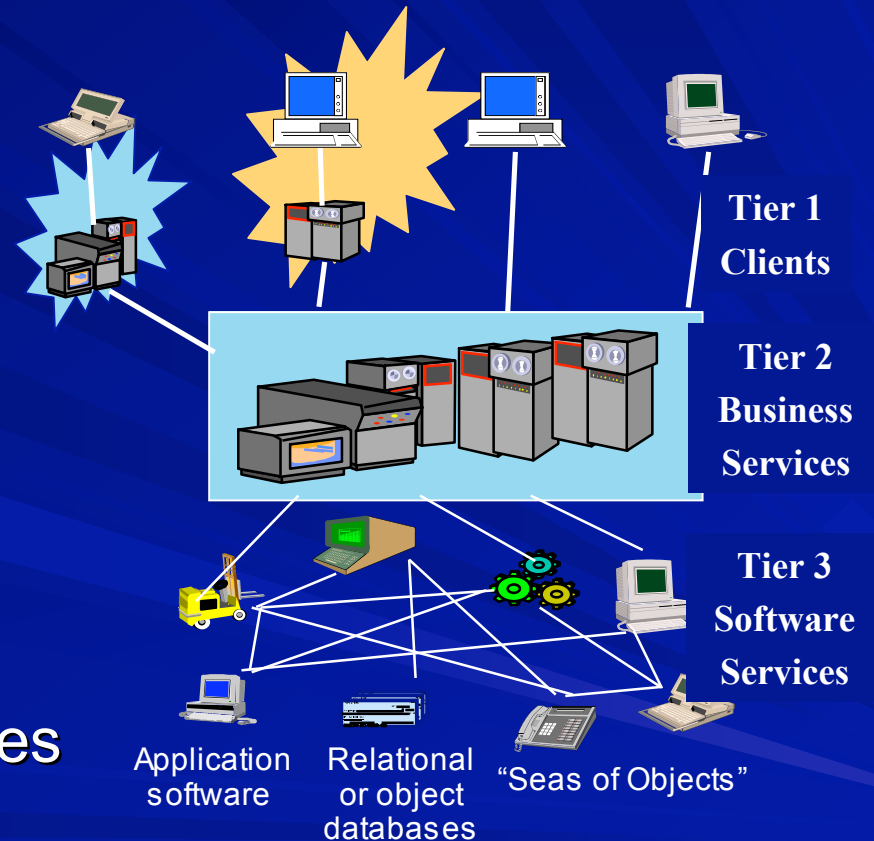 Tier 1
Clients
Tier 2
Business
Services
Tier 3
Software
Services
es
Application
software
Relational
or object
databases
“Seas of Objects”